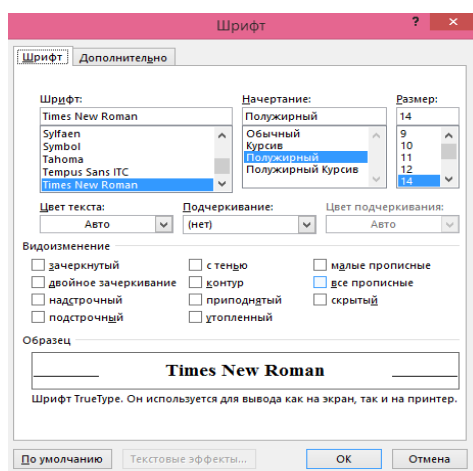 Шрифт ? ×
Шрифт Дополнительно
Шрифт: Начертание: Размер:
Times New Roman Полужирный 14
Sylfaen Обычный 9
Symbol Курсив 10
Tahoma Полужирный 11
Tempus Sans ITC Полужирный Курсив 12
Times New Roman 14
Цвет текста: Подчеркивание: Цвет подчеркивания:
Авто (нет) Авто
Видоизменение
зачеркнутый с тенью малые прописные
двойное зачеркивание контур все прописные
надстрочный приподнятый скрытый
подстрочный утопленный
Образец
Times New Roman
Шрифт TrueType. Он используется для вывода как на экран, так и на принтер.
По умолчанию Текстовые эффекты... ОК Отмена